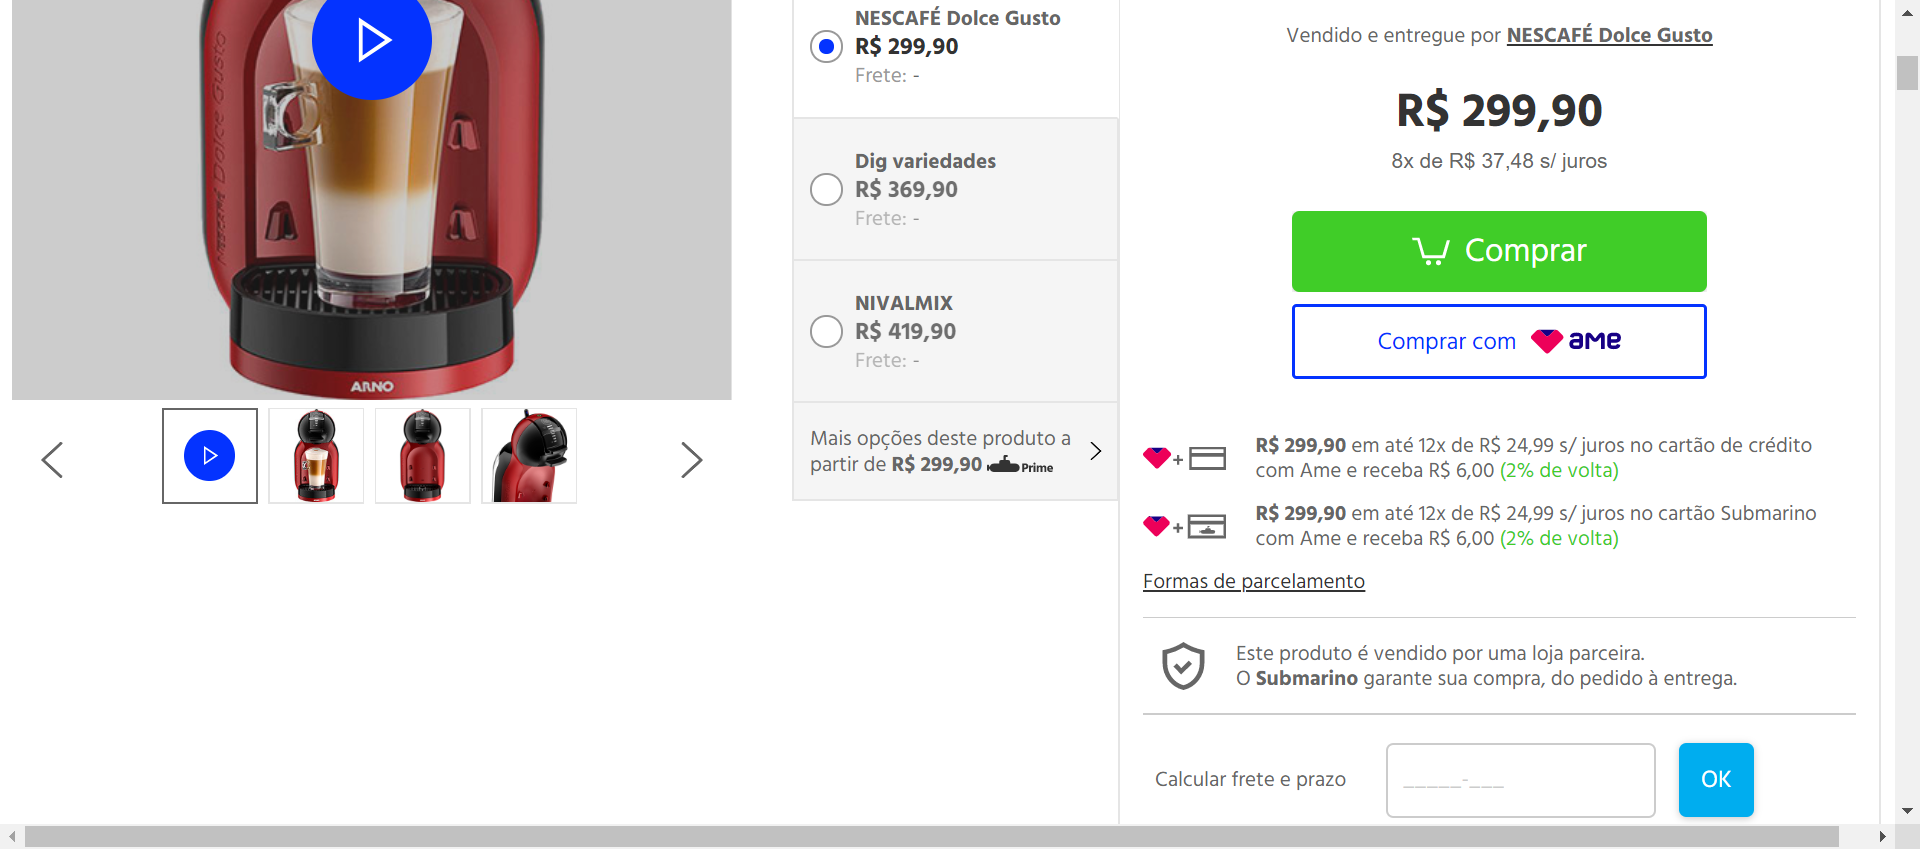 NESCAFÉ Dolce Gusto
ARNO
NESCAFÉ Dolce Gusto
R$ 299,90
Frete: -
Dig variedades
R$ 369,90
Frete: -
NIVALMIX
R$ 419,90
Frete: -
Mais opções deste produto a
partir de R$ 299,90 Prime
Vendido e entregue por NESCAFÉ Dolce Gusto
R$ 299,90
8x de R$ 37,48 s/ juros
Comprar
Comprar com ame
R$ 299,90 em até 12x de R$ 24,99 s/ juros no cartão de crédito
com Ame e receba R$ 6,00 (2% de volta)
R$ 299,90 em até 12x de R$ 24,99 s/ juros no cartão Submarino
com Ame e receba R$ 6,00 (2% de volta)
Formas de parcelamento
Este produto é vendido por uma loja parceira.
O Submarino garante sua compra, do pedido à entrega.
Calcular frete e prazo
_____-___
OK